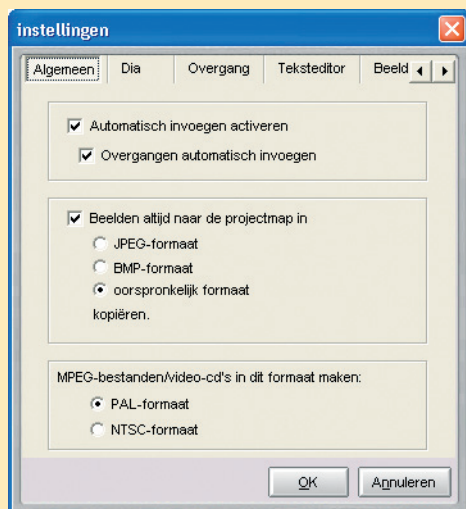 instellingen
Algemeen Dia Overgang Teksteditor Beeld
Automatisch invoegen activeren
Overgangen automatisch invoegen
Beelden altijd naar de projectmap in
JPEG-formaat
BMP-formaat
oorspronkelijk formaat
kopiëren.
MPEG-bestanden/video-cd's in dit formaat maken:
PAL-formaat
NTSC-formaat
OK Annuleren